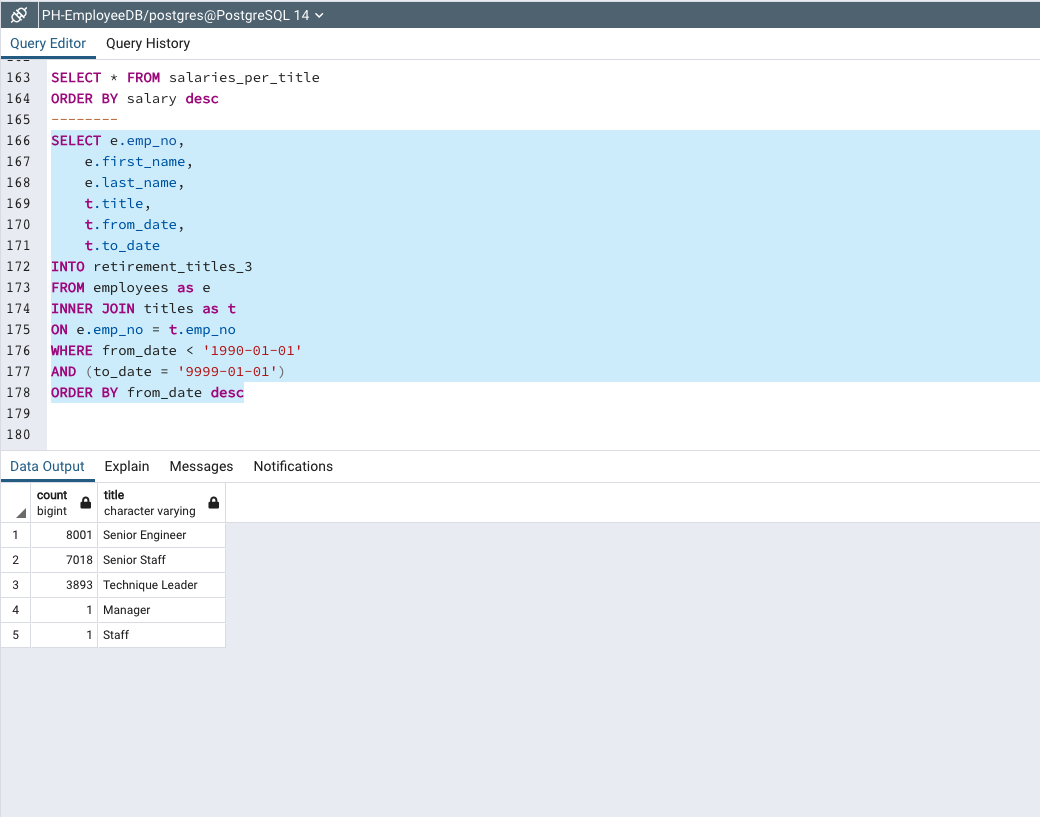 PH-EmployeeDB/postgres@PostgreSQL 14
Query Editor Query History
163 SELECT * FROM salaries_per_title
164 ORDER BY salary desc
165 --------
166 SELECT e.emp_no,
167 e.first_name,
168 e.last_name,
169 t.title,
170 t.from_date,
171 t.to_date
172 INTO retirement_titles_3
173 FROM employees as e
174 INNER JOIN titles as t
175 ON e.emp_no = t.emp_no
176 WHERE from_date < '1990-01-01'
177 AND (to_date = '9999-01-01')
178 ORDER BY from_date desc
179
180
Data Output Explain Messages Notifications
count title
bigint character varying
1 8001 Senior Engineer
2 7018 Senior Staff
3 3893 Technique Leader
4 1 Manager
5 1 Staff